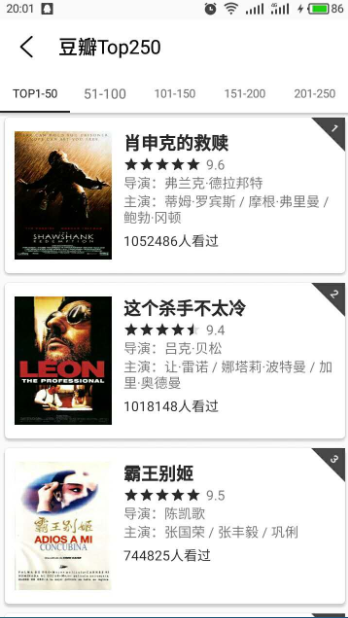 20:01
86
豆瓣Top250
TOP1-50 51-100 101-150 151-200 201-250
1
肖申克的救赎
9.6
导演：弗兰克·德拉邦特
主演：蒂姆·罗宾斯 / 摩根·弗里曼 /
鲍勃·冈顿
1052486人看过
SHAWSHANK
REDEMPTION
2
这个杀手不太冷
9.4
导演：吕克·贝松
主演：让·雷诺 / 娜塔莉·波特曼 / 加
里·奥德曼
1018148人看过
LEON
THE PROFESSIONAL
3
霸王别姬
9.5
导演：陈凯歌
主演：张国荣 / 张丰毅 / 巩俐
744825人看过
霸王别姬
ADIOS A MI
CONCUBINA